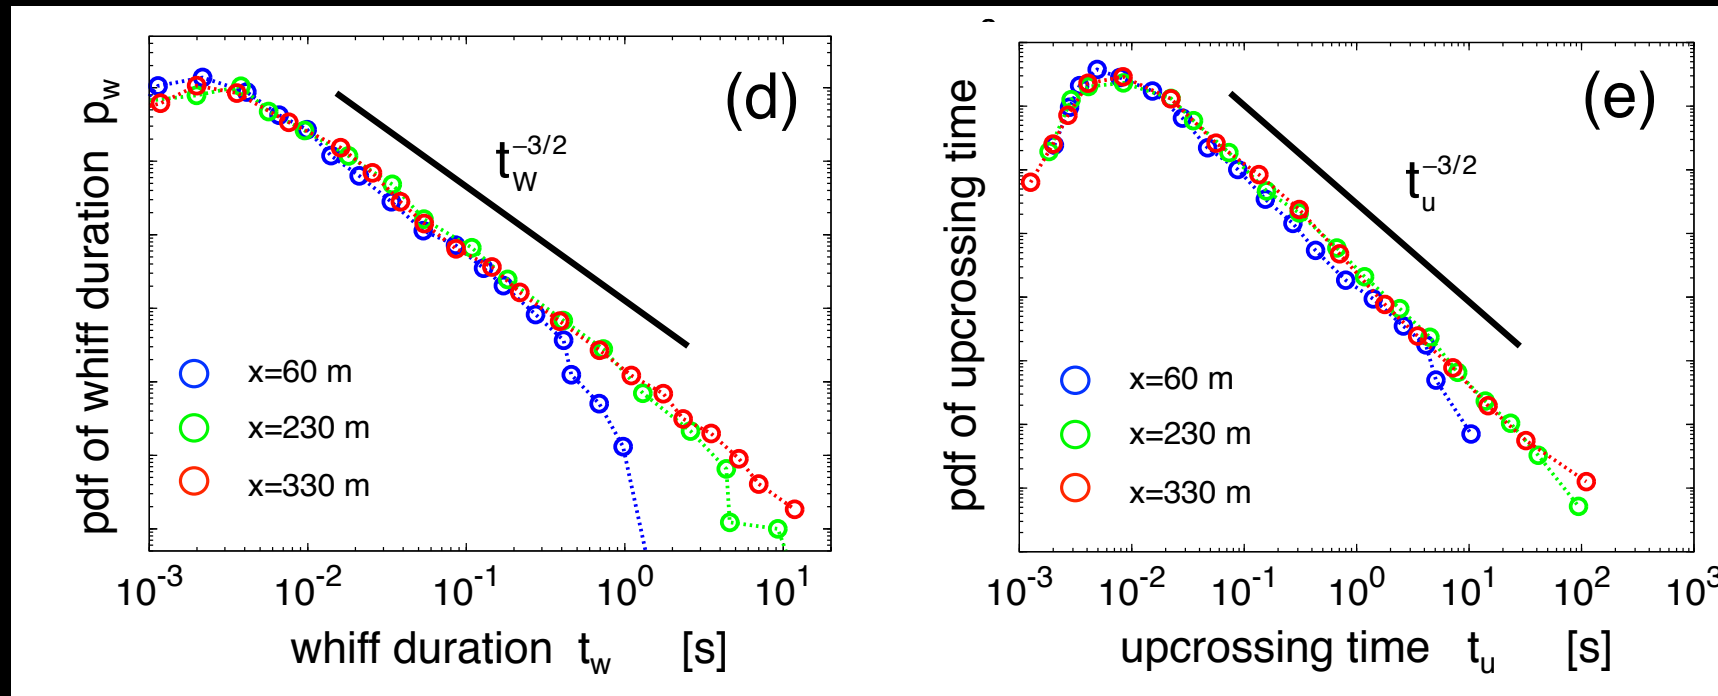 (d)
pdf of whiff duration p_w
t_w^{-3/2}
x=60 m
x=230 m
x=330 m
10^{-3} 10^{-2} 10^{-1} 10^0 10^1
whiff duration t_w [s]
(e)
pdf of upcrossing time
t_u^{-3/2}
x=60 m
x=230 m
x=330 m
10^{-3} 10^{-2} 10^{-1} 10^0 10^1 10^2 10^3
upcrossing time t_u [s]